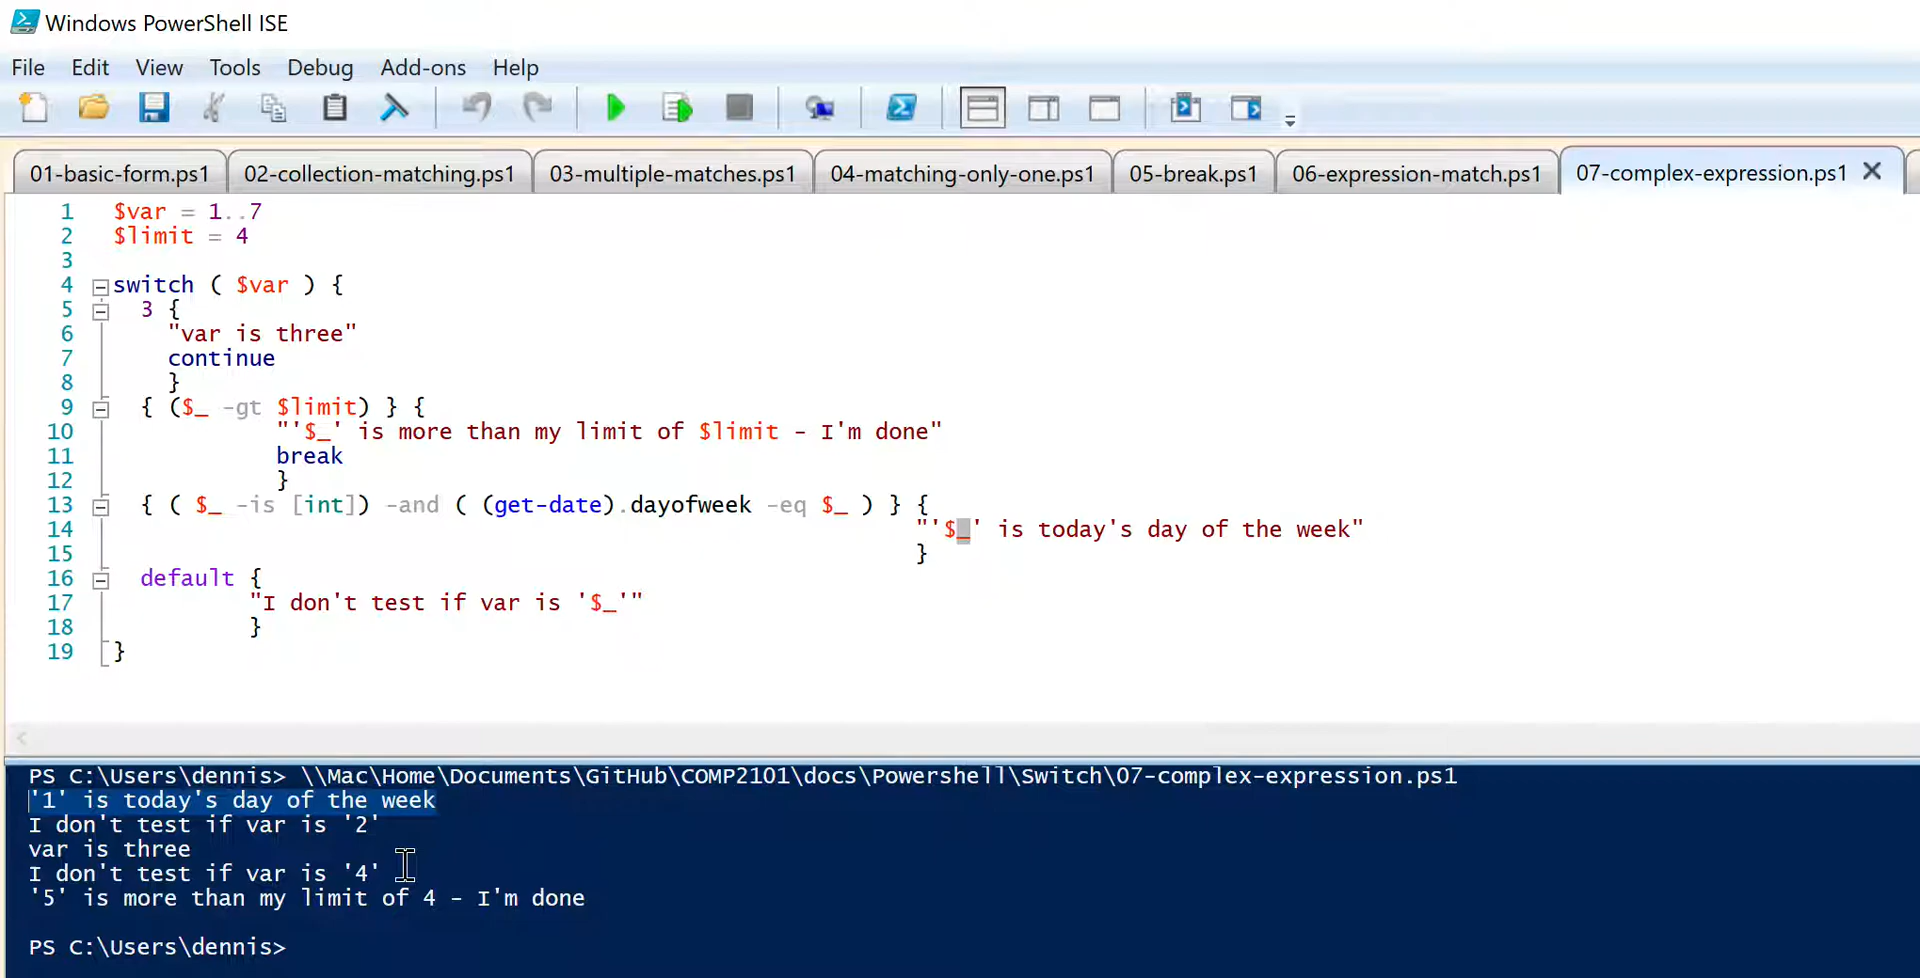 Windows PowerShell ISE
File Edit View Tools Debug Add-ons Help
01-basic-form.ps1 02-collection-matching.ps1 03-multiple-matches.ps1 04-matching-only-one.ps1 05-break.ps1 06-expression-match.ps1 07-complex-expression.ps1
1 $var = 1..7
2 $limit = 4
3
4 switch ( $var ) {
5 3 {
6 "var is three"
7 continue
8 }
9 { ($_ -gt $limit) } {
10 "'$_' is more than my limit of $limit - I'm done"
11 break
12 }
13 { ( $_ -is [int]) -and ( (get-date).dayofweek -eq $_ ) } {
14 "'$_' is today's day of the week"
15 }
16 default {
17 "I don't test if var is '$_'"
18 }
19 }
PS C:\Users\dennis> \\Mac\Home\Documents\GitHub\COMP2101\docs\Powershell\Switch\07-complex-expression.ps1
'1' is today's day of the week
I don't test if var is '2'
var is three
I don't test if var is '4'
'5' is more than my limit of 4 - I'm done
PS C:\Users\dennis>